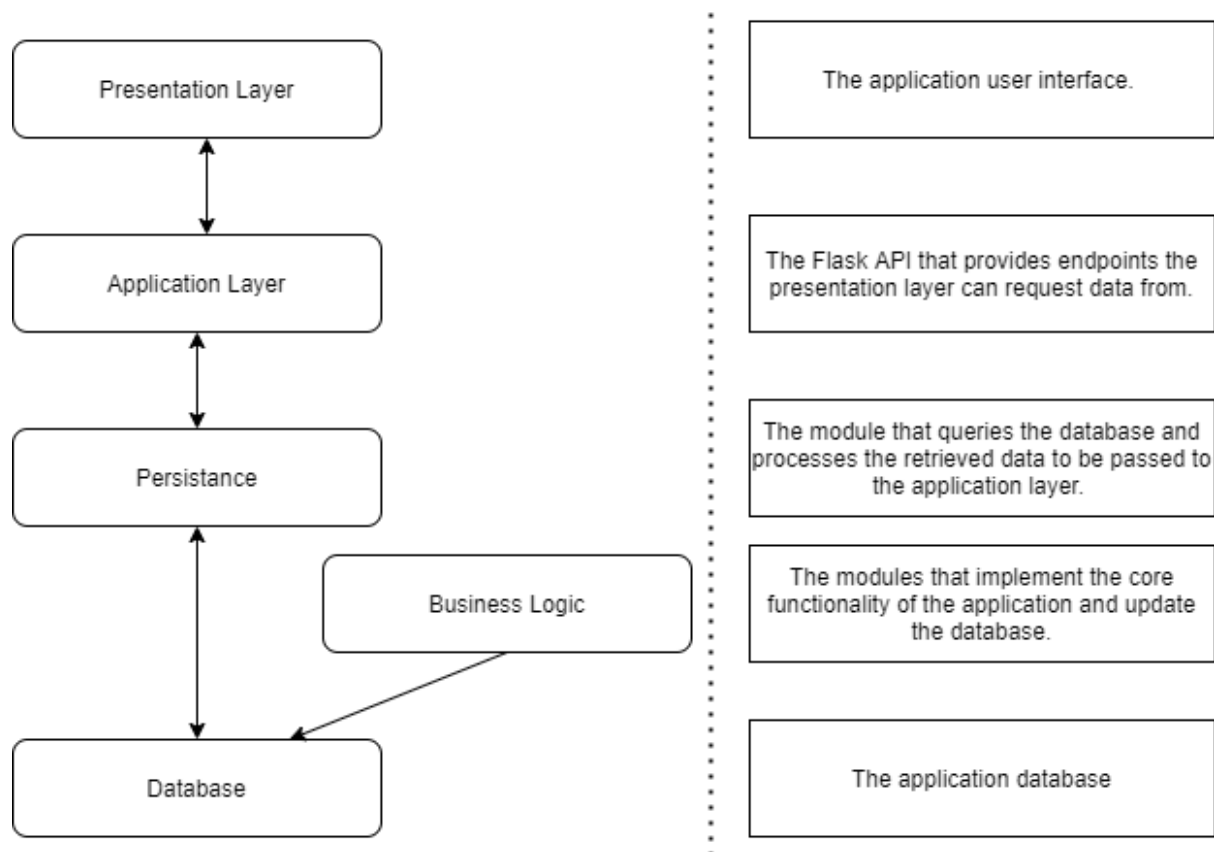 Presentation Layer
The application user interface.
Application Layer
The Flask API that provides endpoints the
presentation layer can request data from.
Persistance
The module that queries the database and
processes the retrieved data to be passed to
the application layer.
Business Logic
The modules that implement the core
functionality of the application and update
the database.
Database
The application database